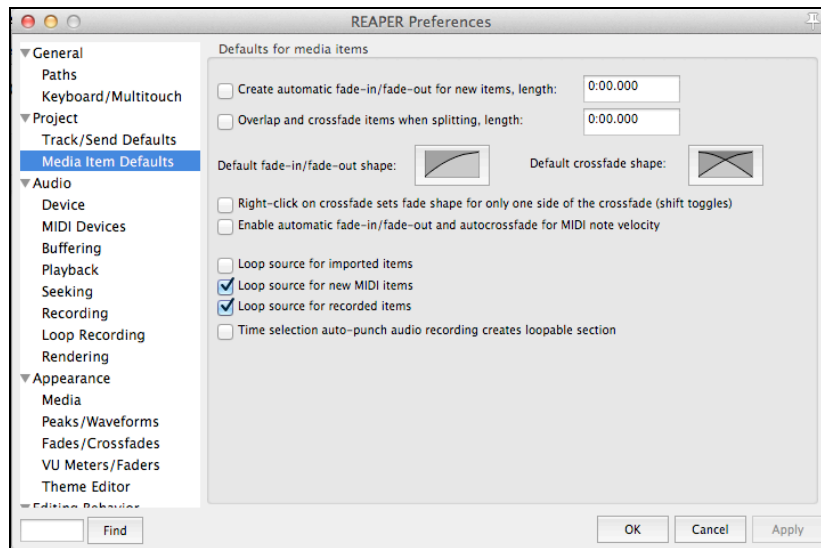 REAPER Preferences
General
Paths
Keyboard/Multitouch
Project
Track/Send Defaults
Media Item Defaults
Audio
Device
MIDI Devices
Buffering
Playback
Seeking
Recording
Loop Recording
Rendering
Appearance
Media
Peaks/Waveforms
Fades/Crossfades
VU Meters/Faders
Theme Editor
Editing Behavior
Find
Defaults for media items
Create automatic fade-in/fade-out for new items, length: 0:00.000
Overlap and crossfade items when splitting, length: 0:00.000
Default fade-in/fade-out shape: Default crossfade shape:
Right-click on crossfade sets fade shape for only one side of the crossfade (shift toggles)
Enable automatic fade-in/fade-out and autocrossfade for MIDI note velocity
Loop source for imported items
Loop source for new MIDI items
Loop source for recorded items
Time selection auto-punch audio recording creates loopable section
OK Cancel Apply